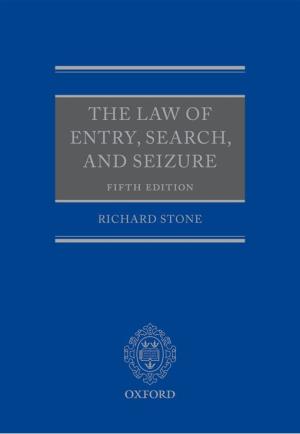 THE LAW OF
ENTRY, SEARCH,
AND SEIZURE
FIFTH EDITION
RICHARD STONE
OXFORD